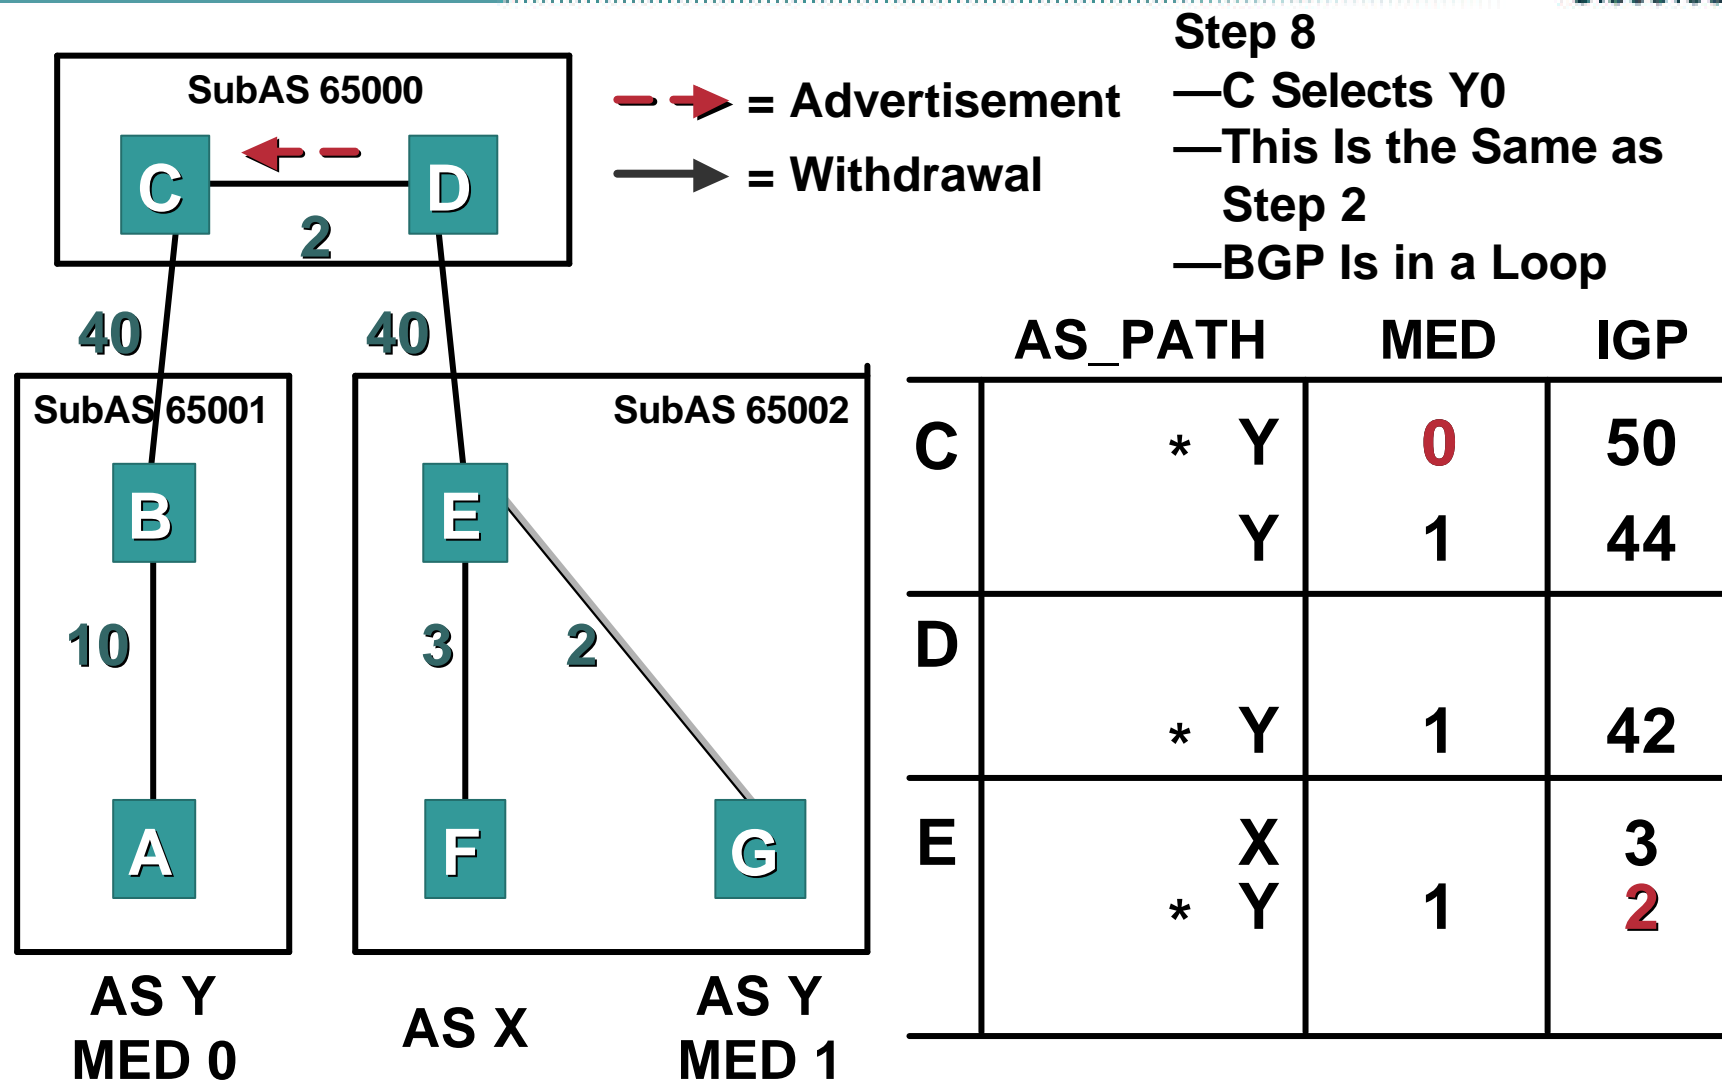 Step 8
—C Selects Y0
—This Is the Same as
Step 2
—BGP Is in a Loop
= Advertisement
= Withdrawal
SubAS 65000
C
D
2
40
40
SubAS 65001
B
10
A
SubAS 65002
E
3
2
F
G
AS Y
MED 0
AS X
AS Y
MED 1
AS_PATH MED IGP
C * Y 0 50
Y 1 44
D
* Y 1 42
E X 3
* Y 1 2